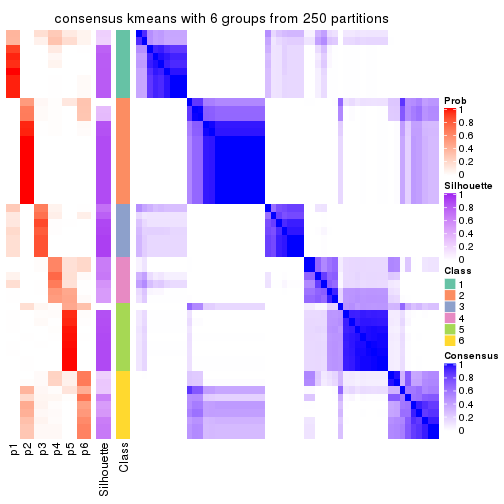 consensus kmeans with 6 groups from 250 partitions
Prob
1
0.8
0.6
0.4
0.2
0
Silhouette
1
0.8
0.6
0.4
0.2
0
Class
1
2
3
4
5
6
Consensus
1
0.8
0.6
0.4
0.2
0
p1
p2
p3
p4
p5
p6
Silhouette
Class